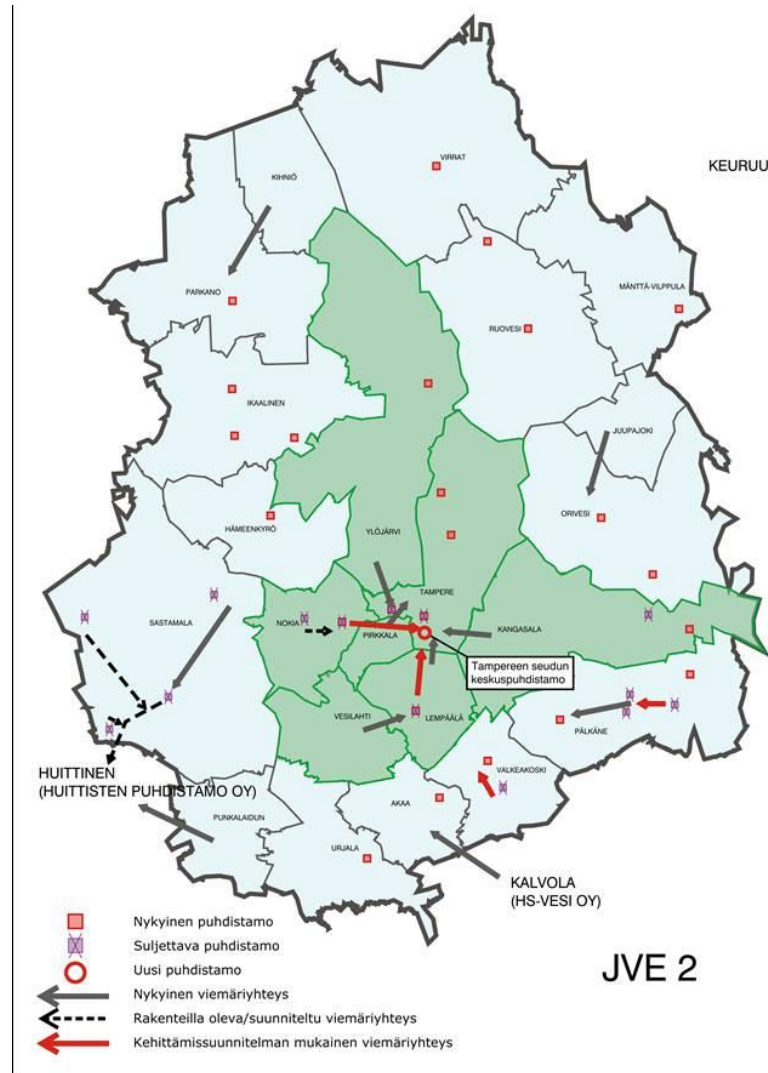 VIRRAT
KEURUU
KIHNIÖ
PARKANO
MÄNTTÄ-VILPPULA
RUOVESI
IKAALINEN
JUUPAJOKI
ORIVESI
HÄMEENKYRÖ
YLÖJÄRVI
TAMPERE
SASTAMALA
NOKIA
PIRKKALA
KANGASALA
Tampereen seudun
keskuspuhdistamo
VESILAHTI
LEMPÄÄLÄ
PÄLKÄNE
HUITTINEN
(HUITTISTEN PUHDISTAMO OY)
VALKEAKOSKI
PUNKALAIDUN
AKAA
URJALA
KALVOLA
(HS-VESI OY)
Nykyinen puhdistamo
Suljettava puhdistamo
Uusi puhdistamo
Nykyinen viemäriyhteys
Rakenteilla oleva/suunniteltu viemäriyhteys
Kehittämissuunnitelman mukainen viemäriyhteys
JVE 2